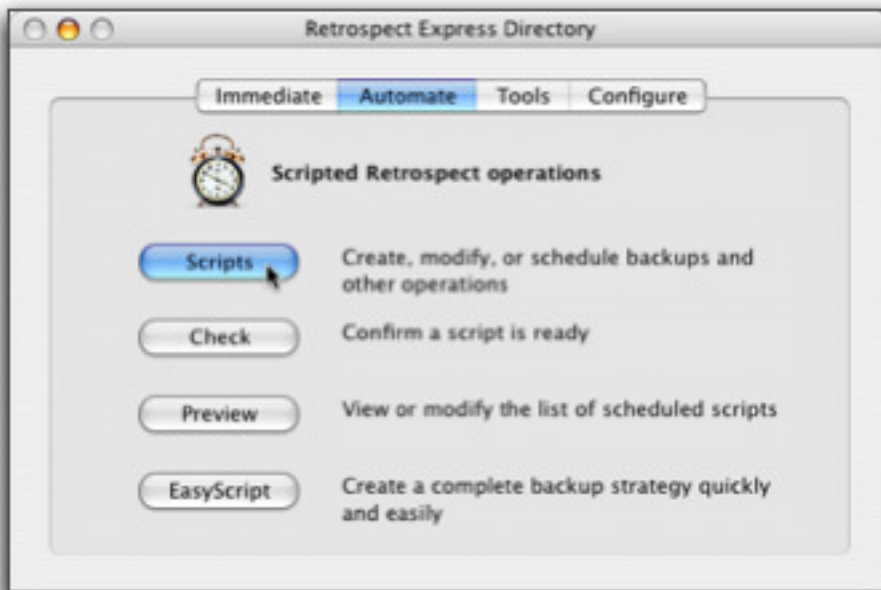 Retrospect Express Directory
Immediate Automate Tools Configure
Scripted Retrospect operations
Scripts
Create, modify, or schedule backups and
other operations
Check
Confirm a script is ready
Preview
View or modify the list of scheduled scripts
EasyScript
Create a complete backup strategy quickly
and easily